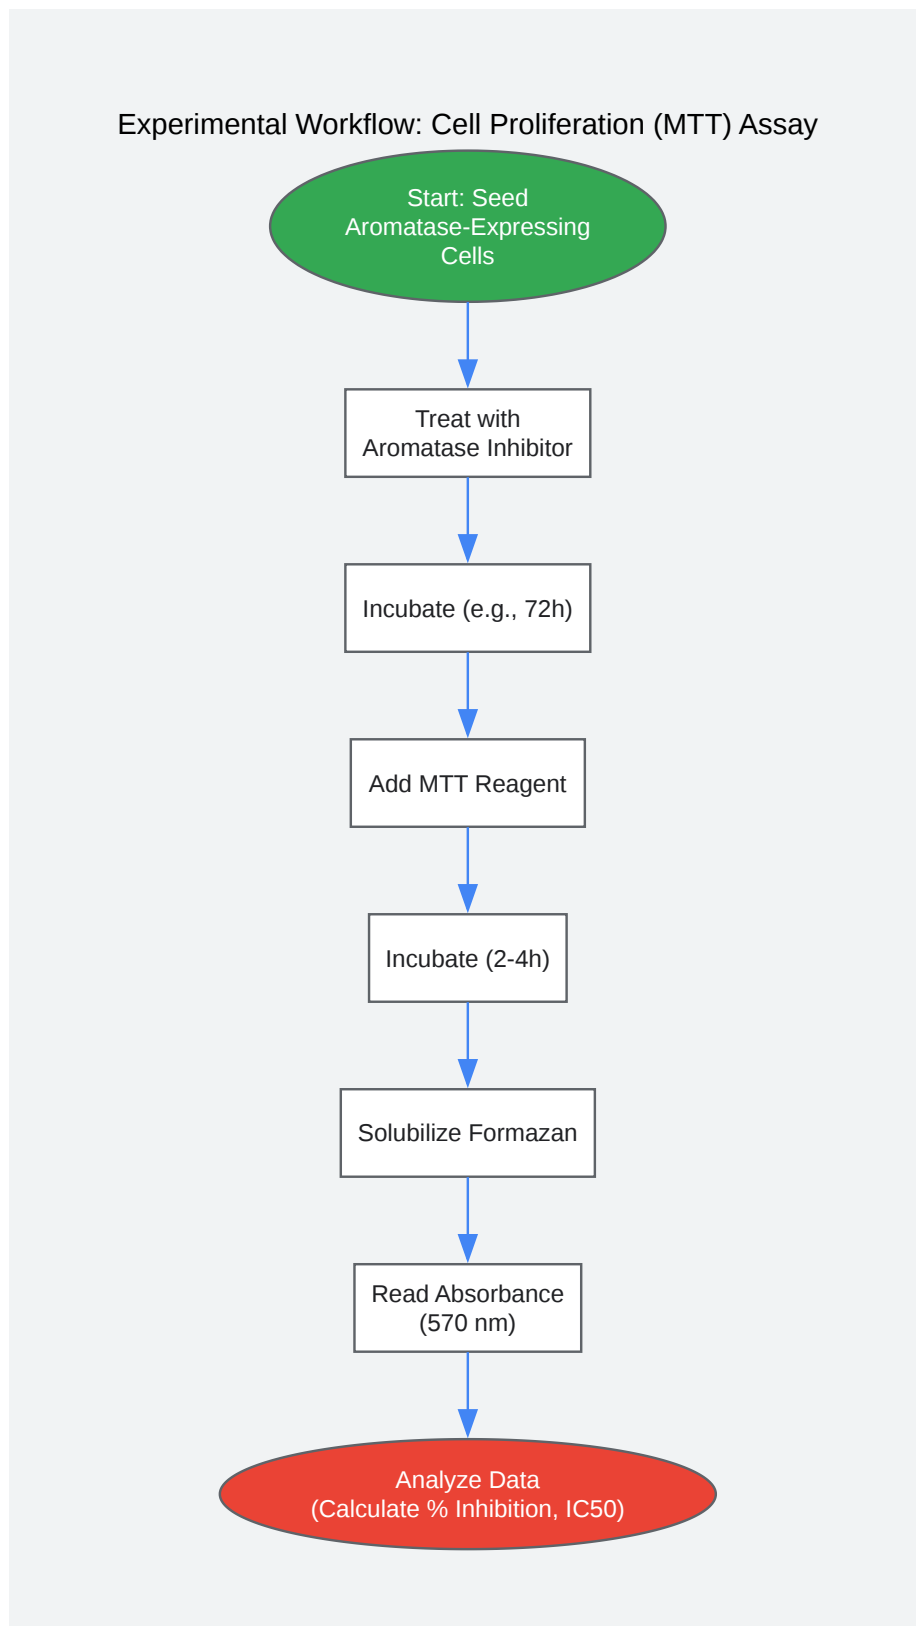 Experimental Workflow: Cell Proliferation (MTT) Assay
Start: Seed
Aromatase-Expressing
Cells
Treat with
Aromatase Inhibitor
Incubate (e.g., 72h)
Add MTT Reagent
Incubate (2-4h)
Solubilize Formazan
Read Absorbance
(570 nm)
Analyze Data
(Calculate % Inhibition, IC50)